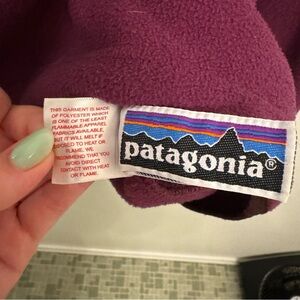 THIS GARMENT IS MADE
OF POLYESTER WHICH
IS ONE OF THE LEAST
FLAMMABLE APPAREL
FABRICS AVAILABLE,
BUT IT WILL MELT IF
EXPOSED TO HEAT OR
FLAME. WE
RECOMMEND THAT YOU
AVOID DIRECT
CONTACT WITH HEAT
OR FLAME.
patagonia®